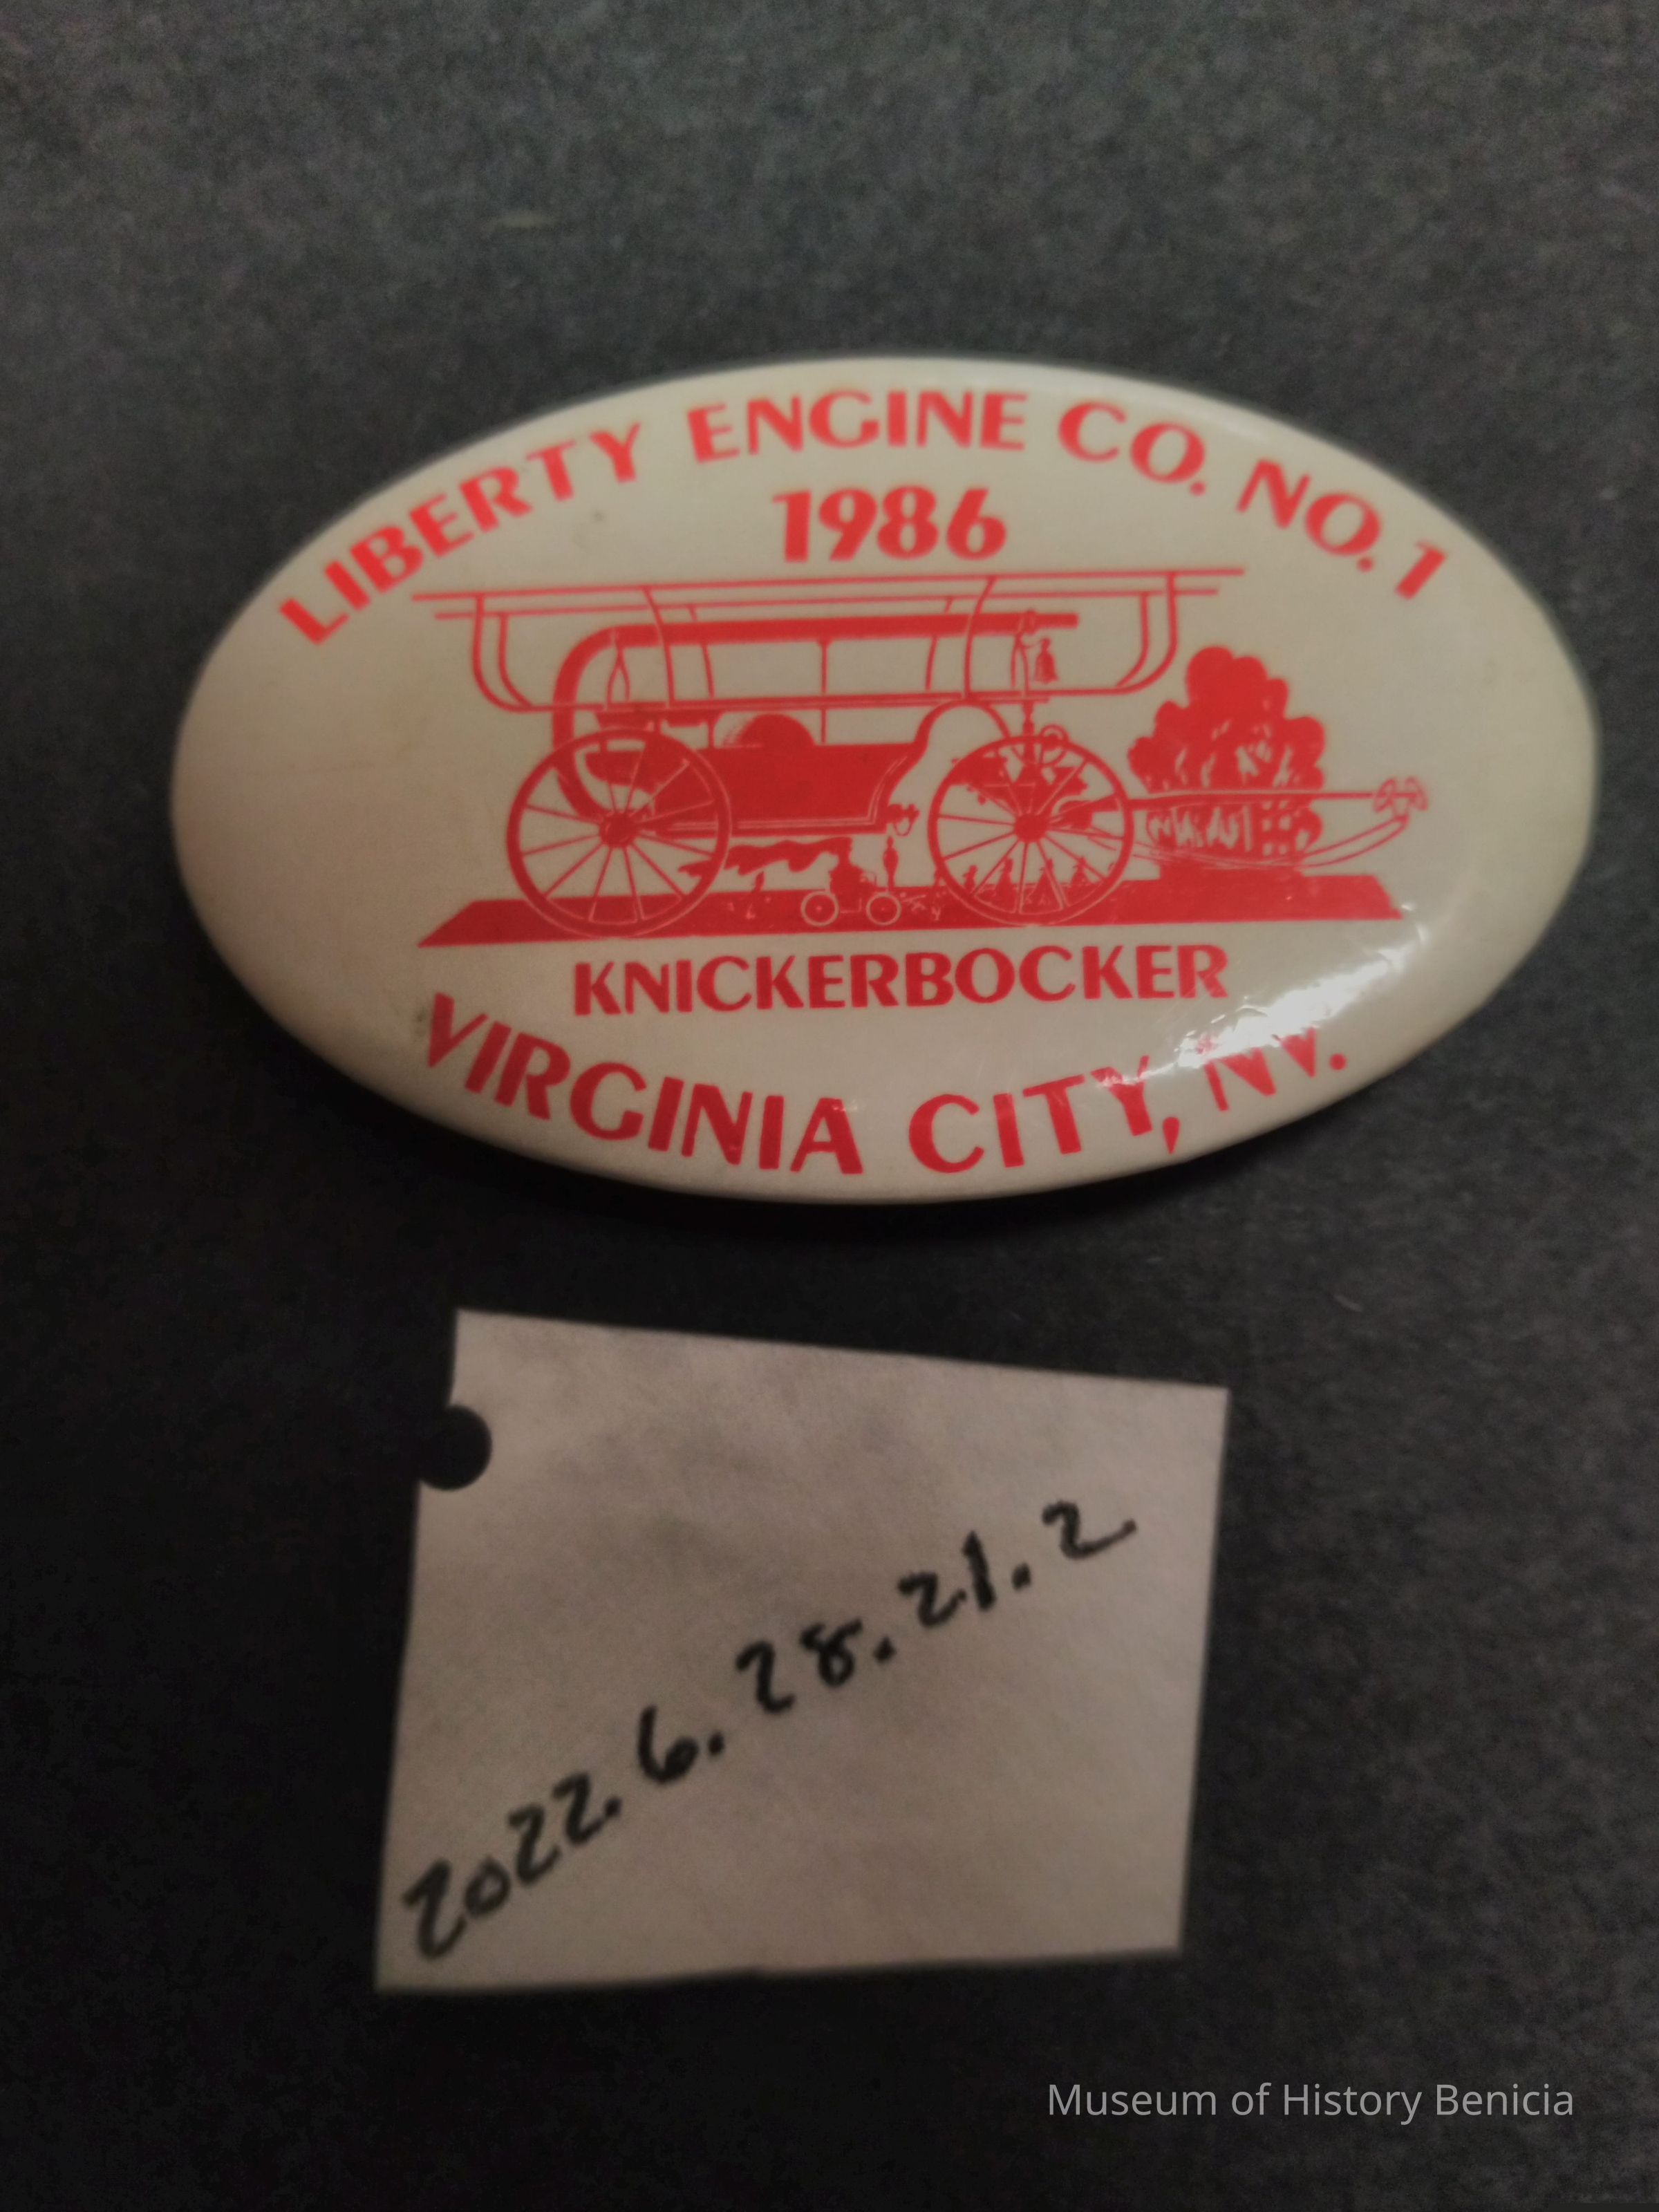 LIBERTY ENGINE CO. NO. 1
1986
KNICKERBOCKER
VIRGINIA CITY, NV.
2022.6.28.21.2
Museum of History Benicia